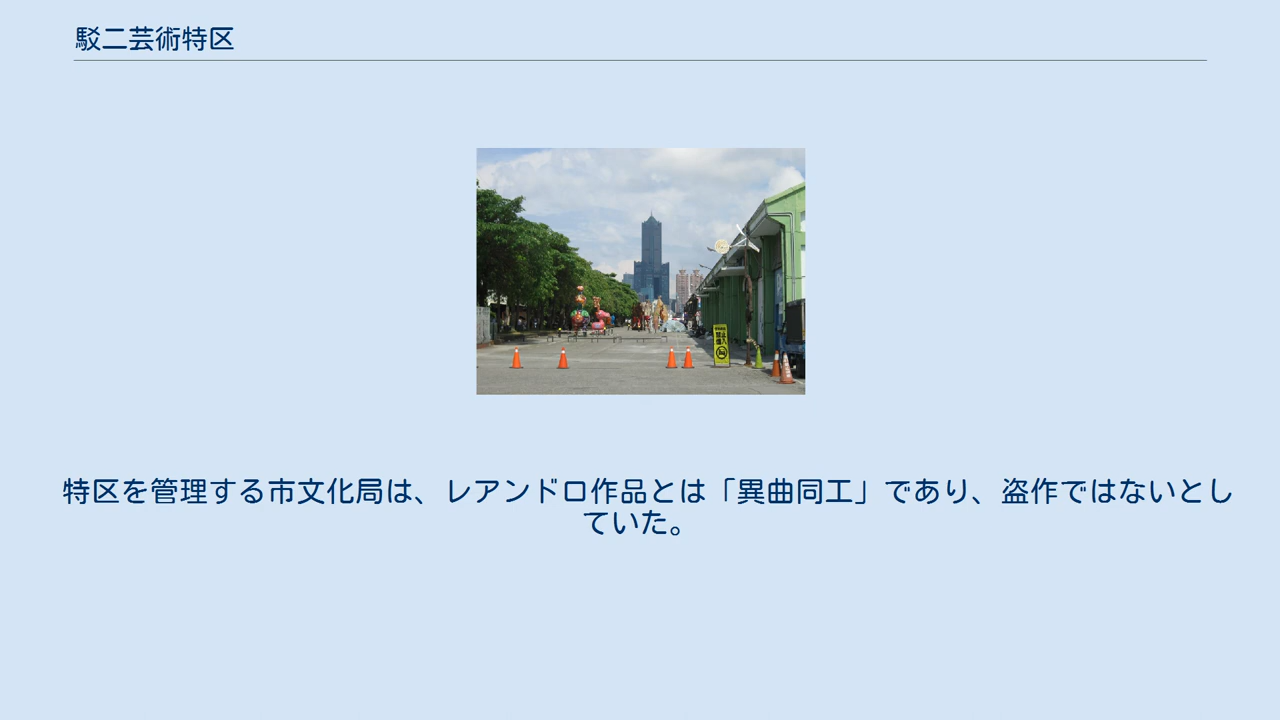 駁二芸術特区
特区を管理する市文化局は、レアンドロ作品とは「異曲同工」であり、盗作ではないとし
ていた。